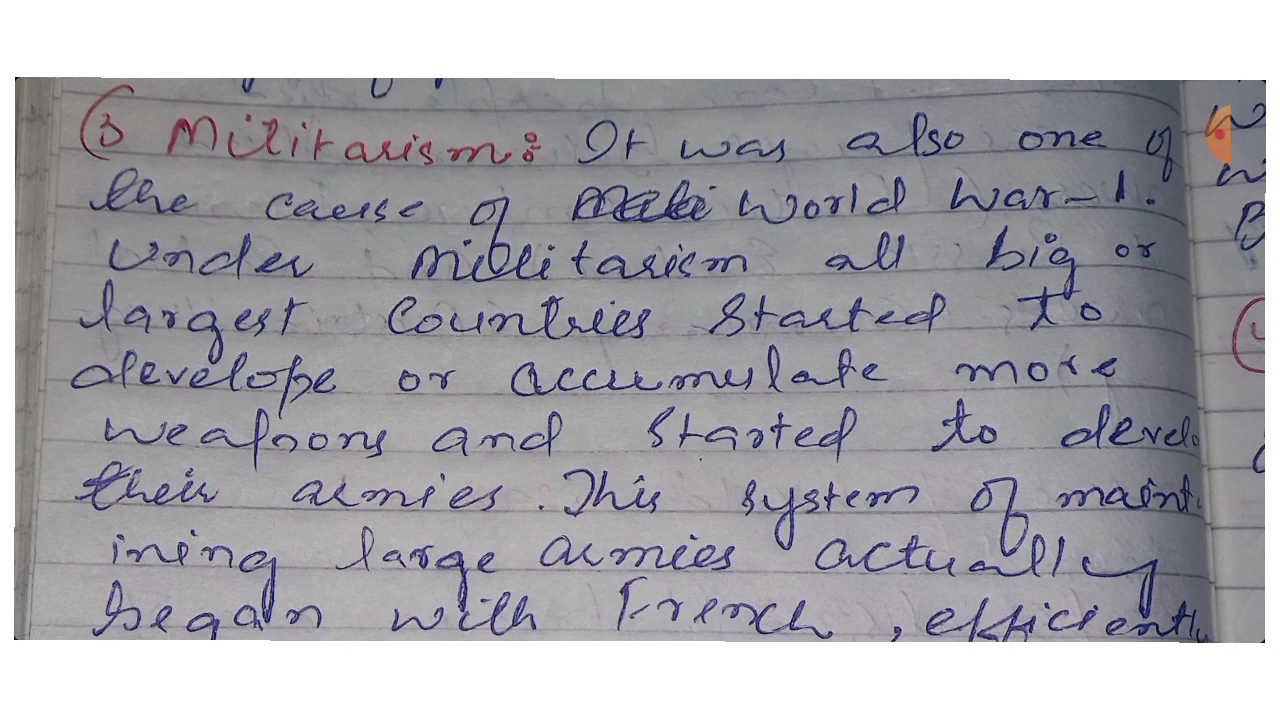 (3 Militarism: It was also one of
the cause of World War-1.
Under millitarism all big or
largest Countries Started to
develope or accumulate more
weapons and started to develo
their armies. This system of maint
ining large armies actually
began with French, efficiently